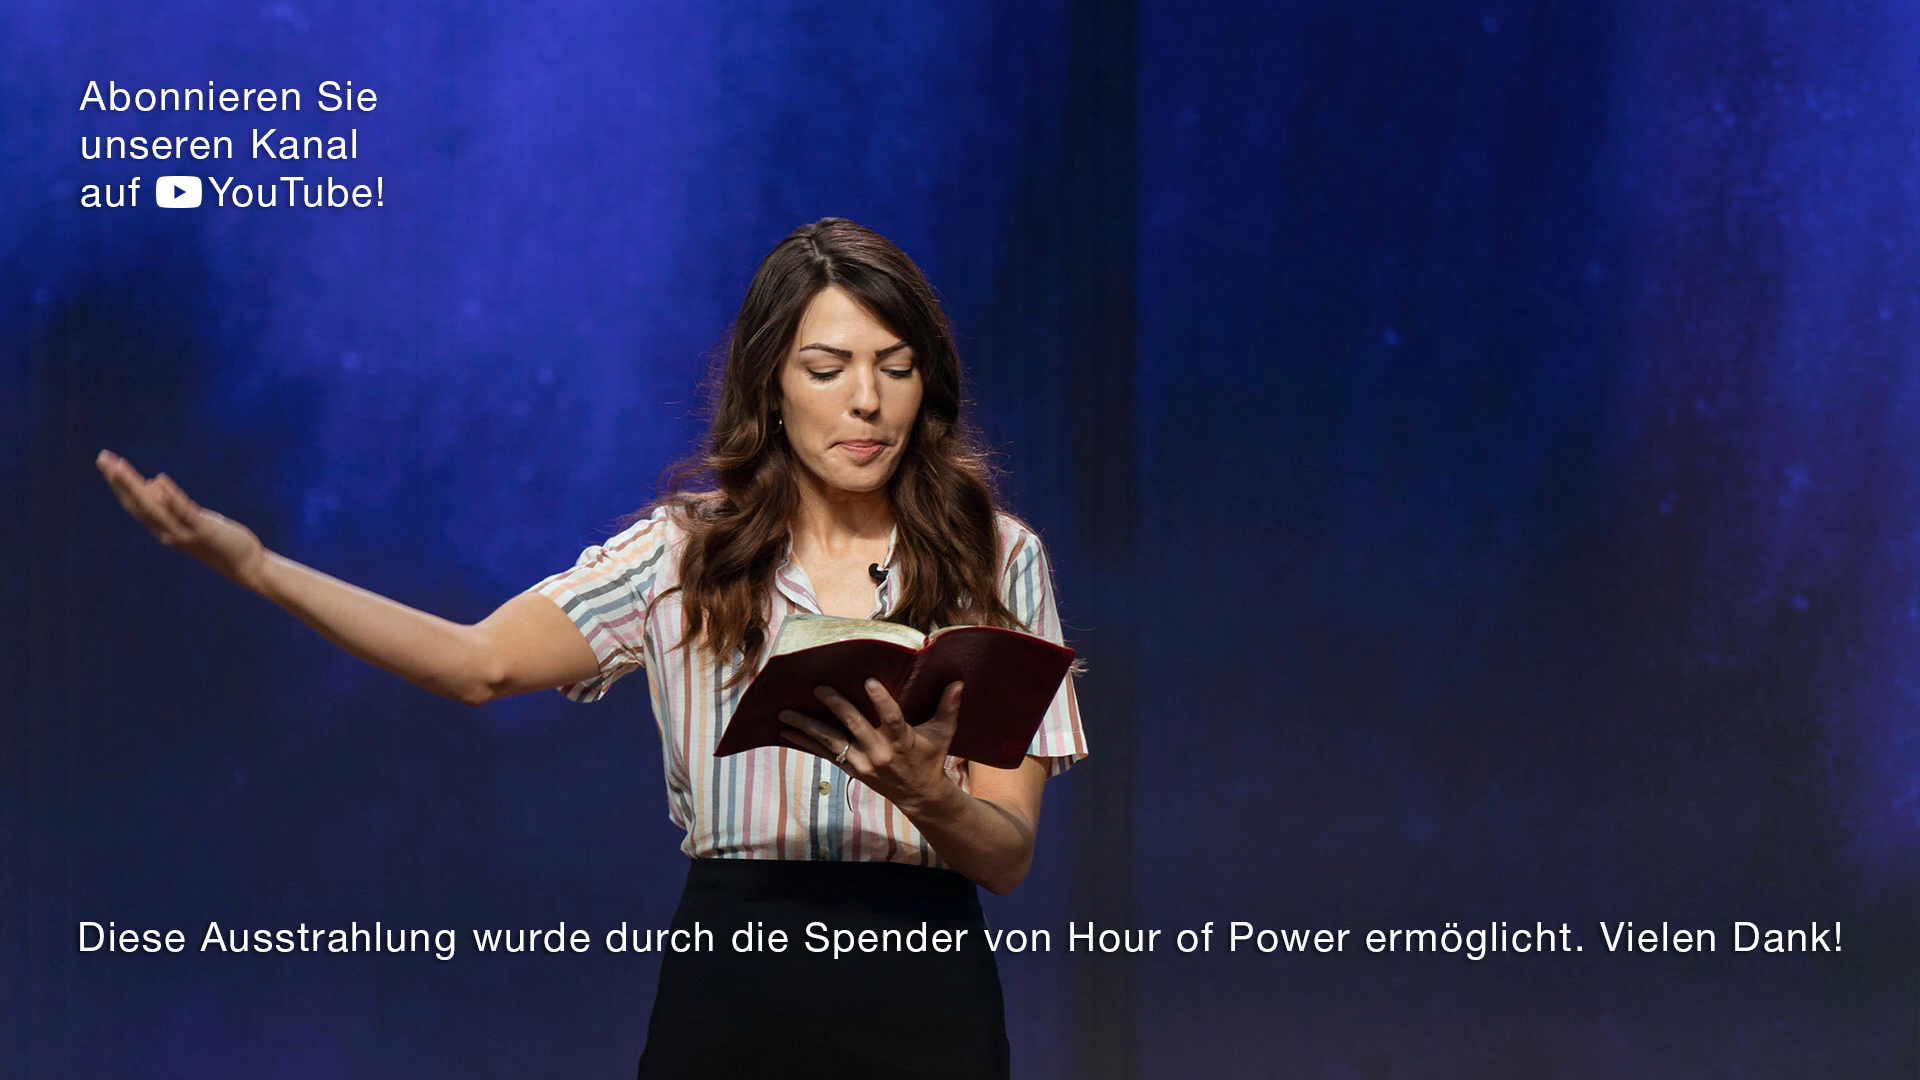 Abonnieren Sie
unseren Kanal
auf YouTube!
Diese Ausstrahlung wurde durch die Spender von Hour of Power ermöglicht. Vielen Dank!